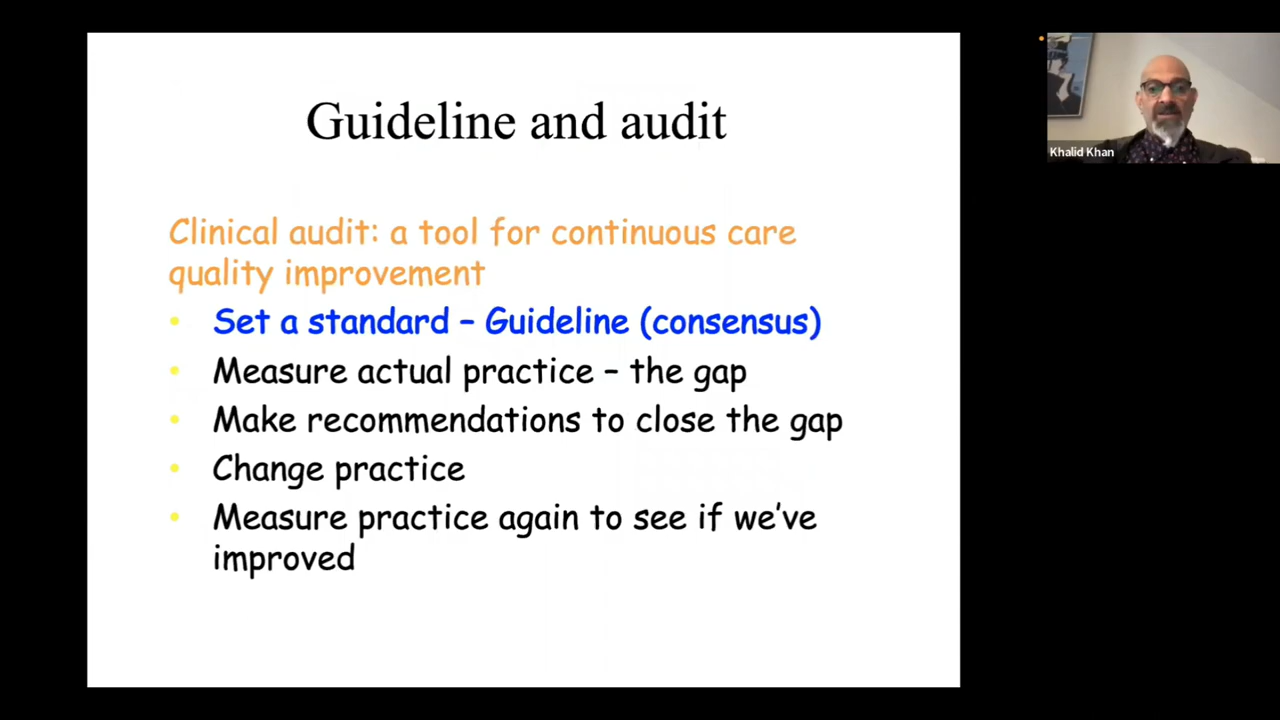 Guideline and audit
Clinical audit: a tool for continuous care
quality improvement
• Set a standard – Guideline (consensus)
• Measure actual practice – the gap
• Make recommendations to close the gap
• Change practice
• Measure practice again to see if we've
improved
Khalid Khan